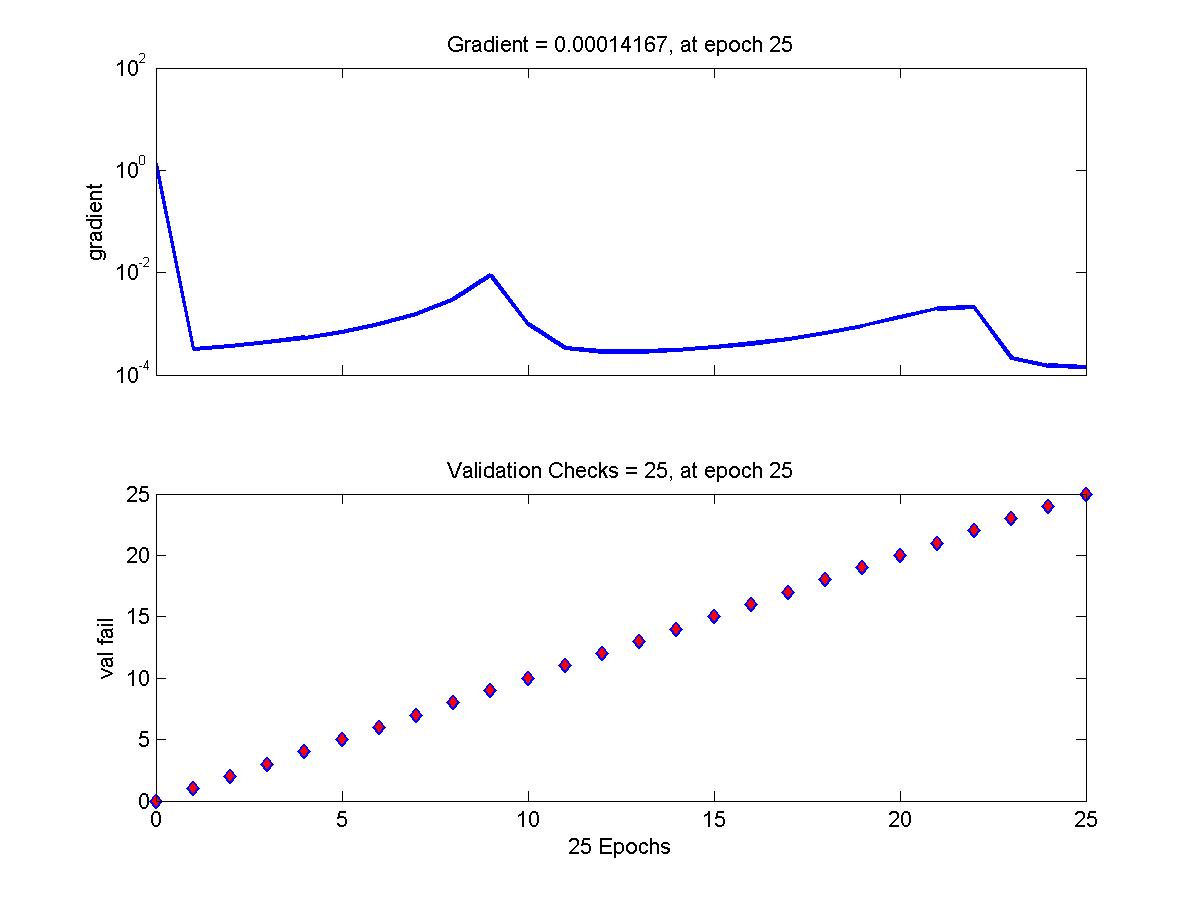 Gradient = 0.00014167, at epoch 25
10^2
10^0
10^-2
10^-4
gradient
Validation Checks = 25, at epoch 25
25
20
15
10
5
0
val fail
0 5 10 15 20 25
25 Epochs